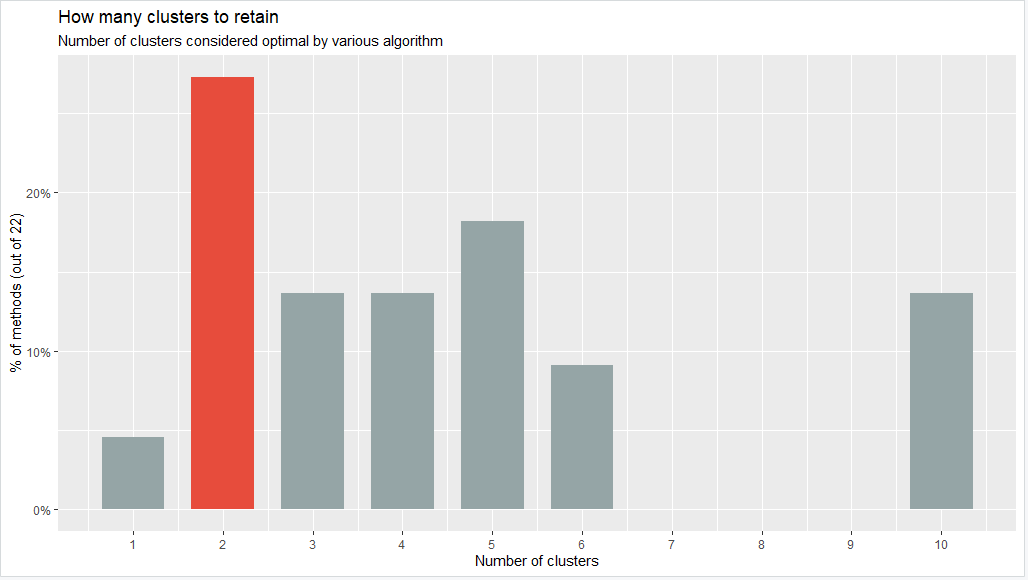 How many clusters to retain
Number of clusters considered optimal by various algorithm
% of methods (out of 22)
20%
10%
0%
1 2 3 4 5 6 7 8 9 10
Number of clusters